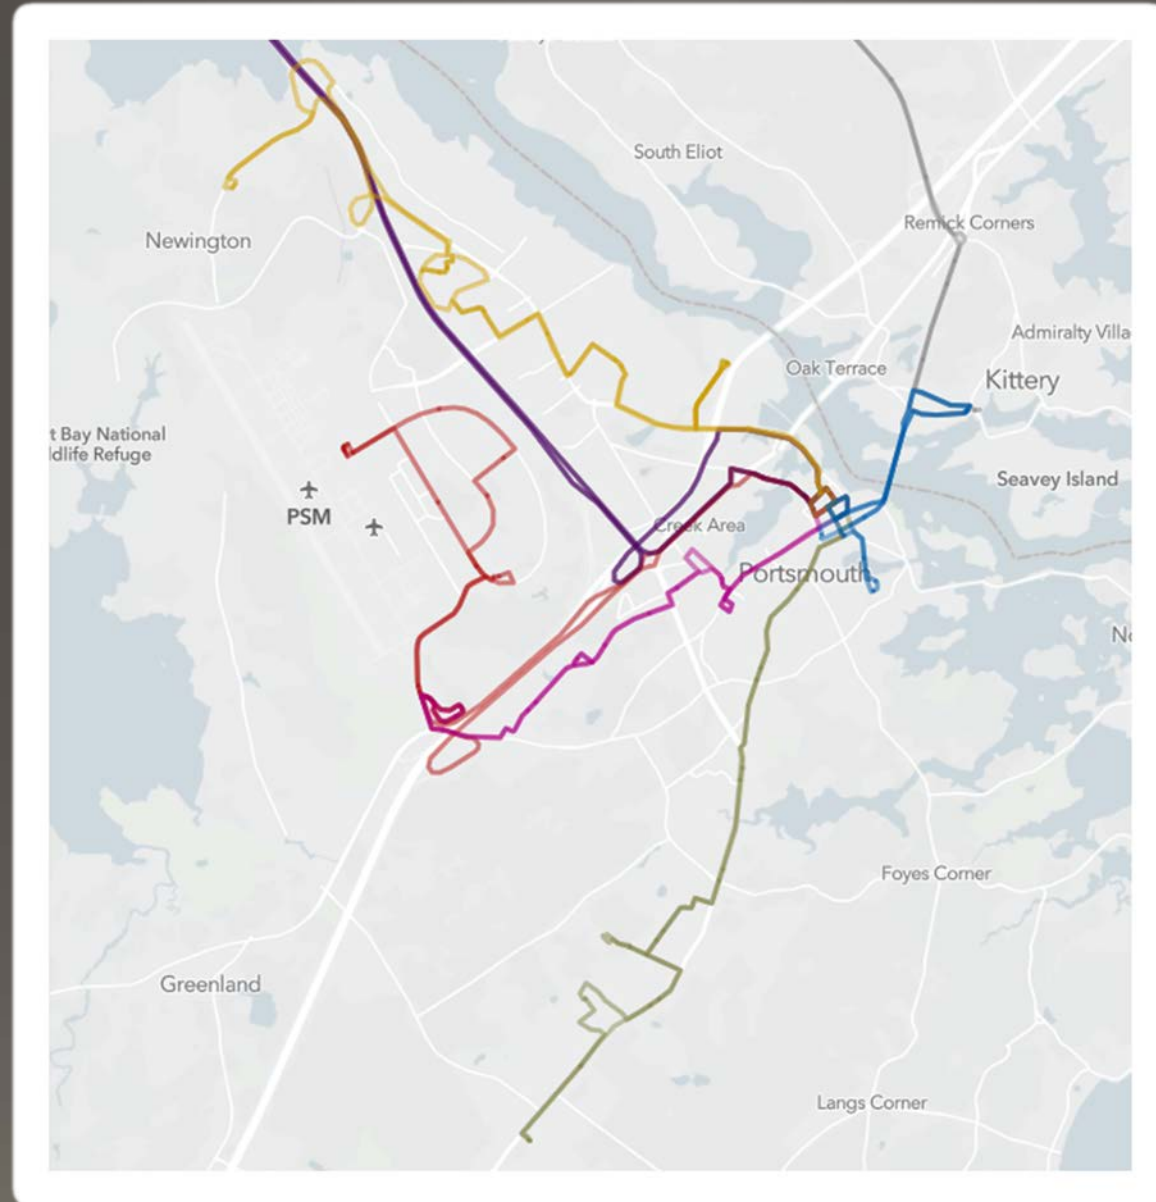 South Eliot
Remick Corners
Newington
Admiralty Villa
Oak Terrace
Kittery
t Bay National
ldlife Refuge
Seavey Island
PSM
Creek Area
Portsmouth
No
Foyes Corner
Greenland
Langs Corner